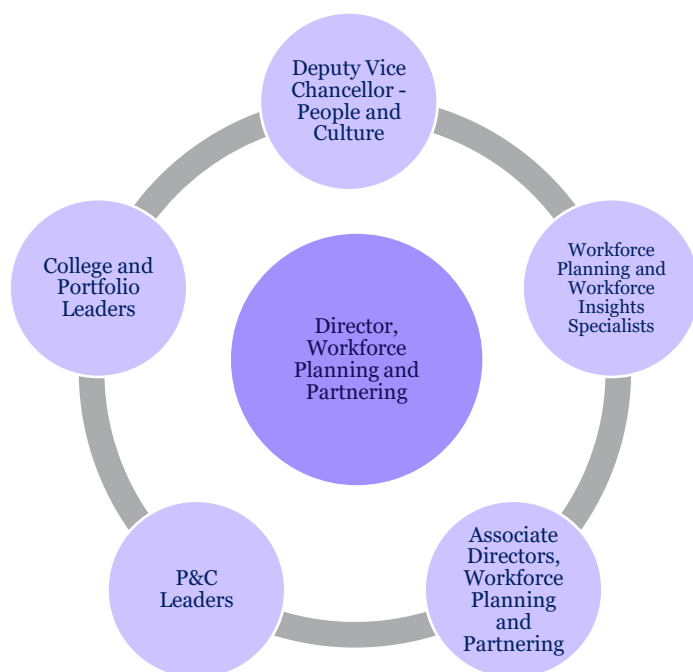 Deputy Vice
Chancellor -
People and
Culture
College and
Portfolio
Leaders
Workforce
Planning and
Workforce
Insights
Specialists
Director,
Workforce
Planning and
Partnering
P&C
Leaders
Associate
Directors,
Workforce
Planning
and
Partnering